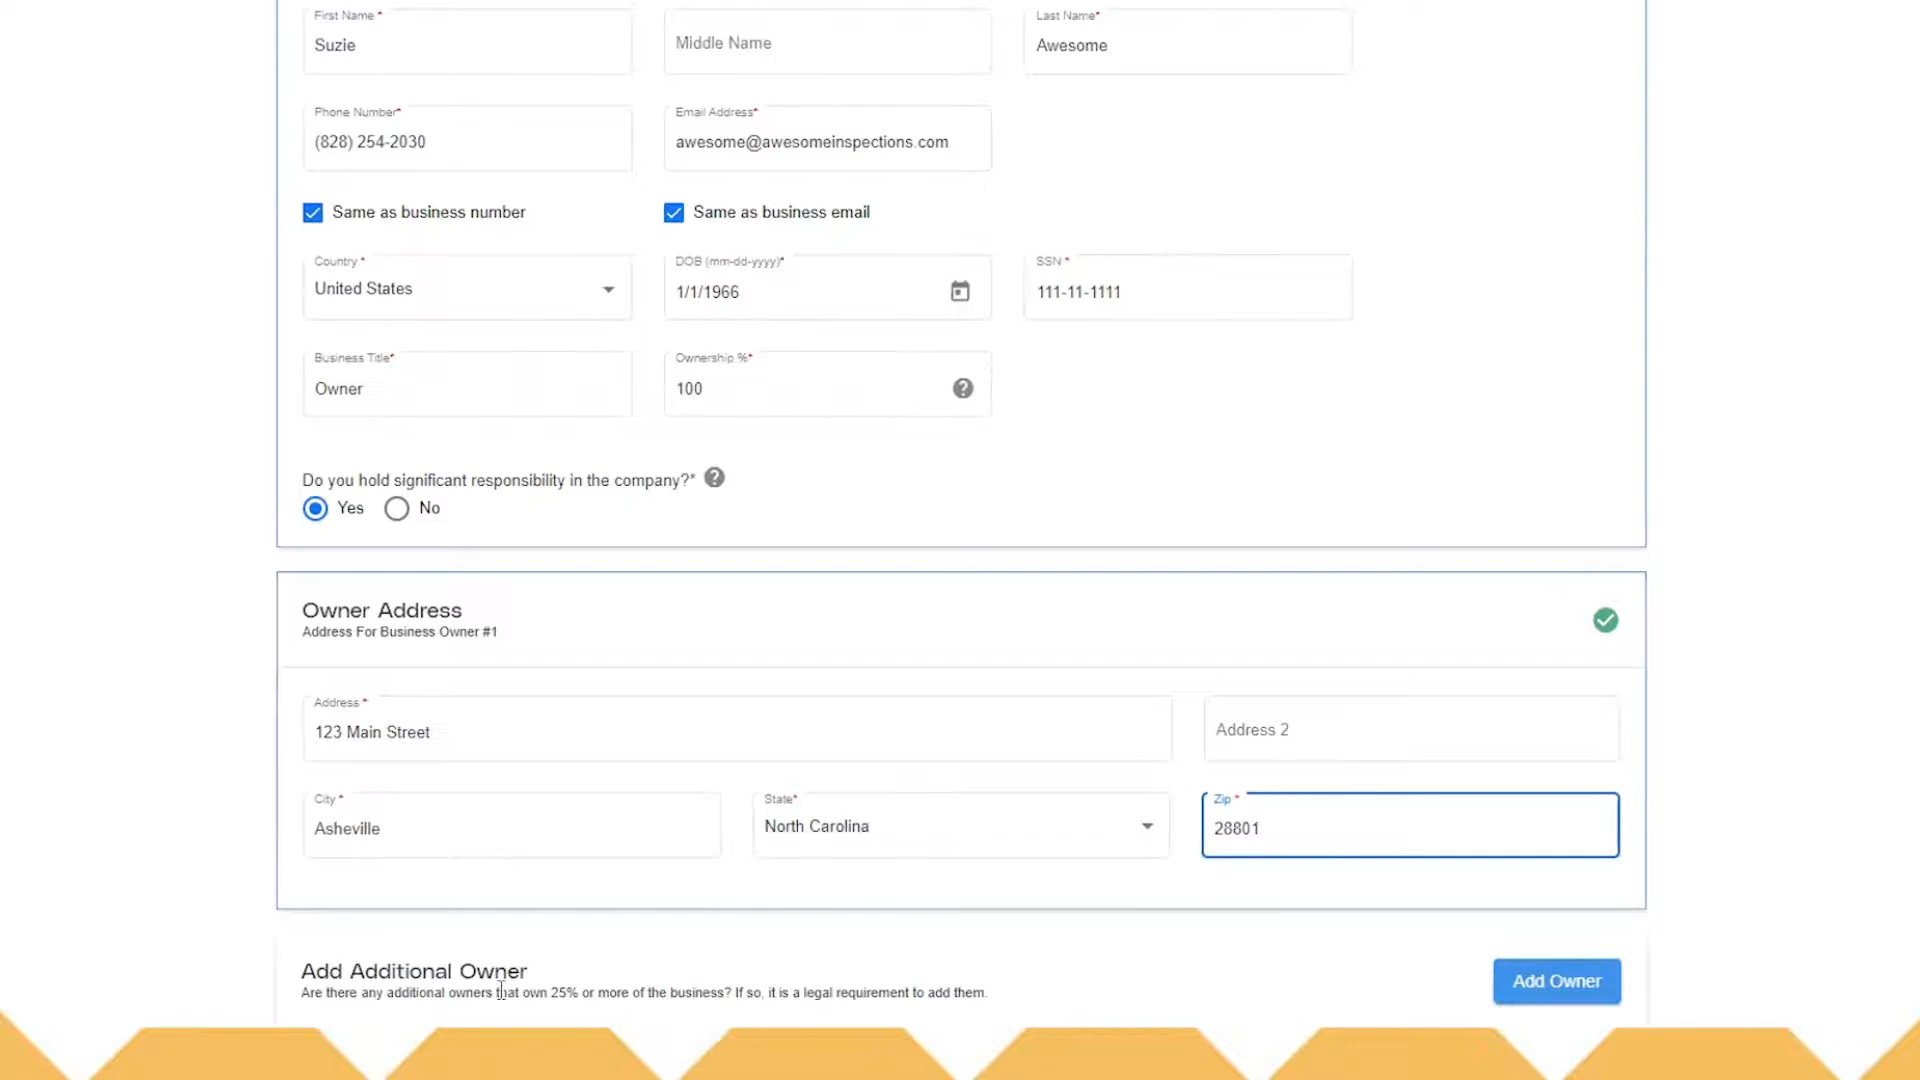 First Name *
Suzie
Middle Name
Last Name*
Awesome
Phone Number*
(828) 254-2030
Email Address*
awesome@awesomeinspections.com
Same as business number
Same as business email
Country *
United States
DOB (mm-dd-yyyy)*
1/1/1966
SSN *
111-11-1111
Business Title*
Owner
Ownership %*
100
Do you hold significant responsibility in the company?*
Yes
No
Owner Address
Address For Business Owner #1
Address *
123 Main Street
Address 2
City *
Asheville
State*
North Carolina
Zip *
28801
Add Additional Owner
Are there any additional owners that own 25% or more of the business? If so, it is a legal requirement to add them.
Add Owner